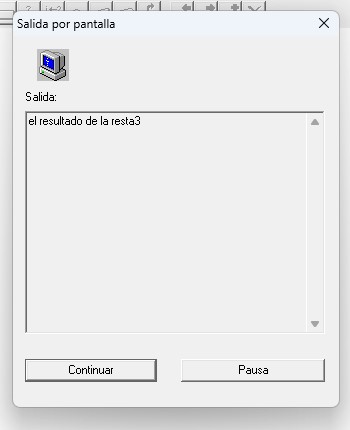 Salida por pantalla
Salida:
el resultado de la resta3
Continuar
Pausa